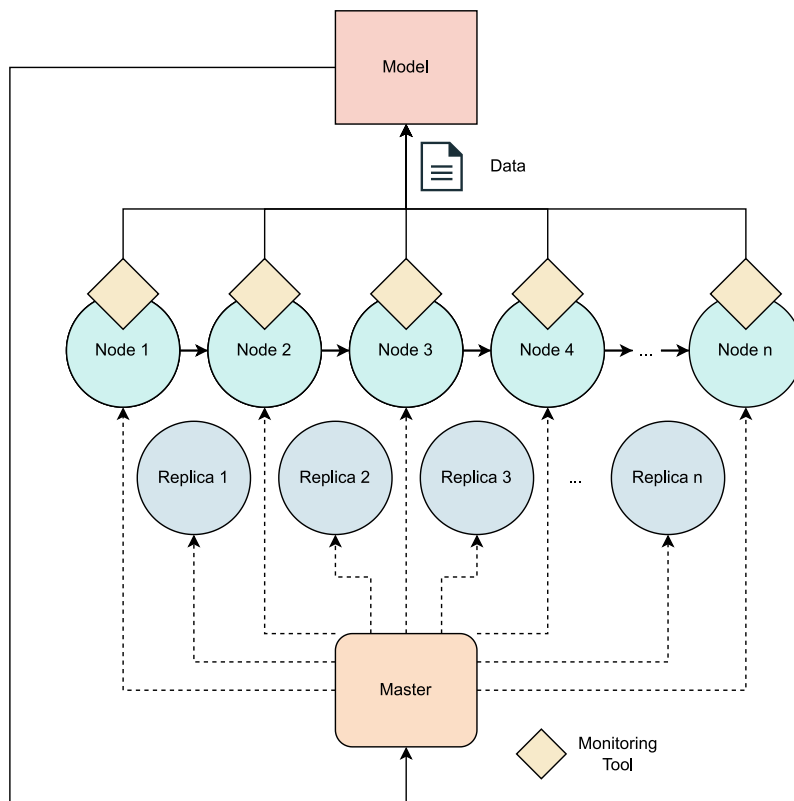 Model
Data
Node 1
Node 2
Node 3
Node 4
...
Node n
Replica 1
Replica 2
Replica 3
...
Replica n
Master
Monitoring
Tool